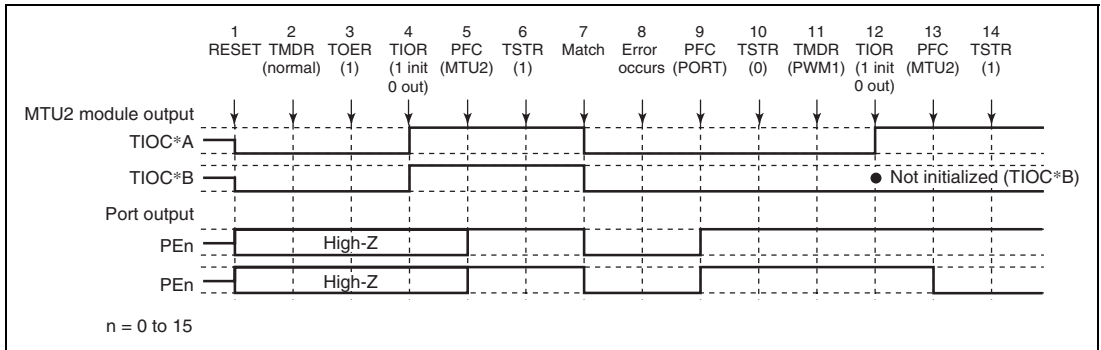 1 2 3 4 5 6 7 8 9 10 11 12 13 14
RESET TMDR TOER TIOR PFC TSTR Match Error PFC TSTR TMDR TIOR PFC TSTR
(normal) (1) (1 init (MTU2) (1) occurs (PORT) (0) (PWM1) (1 init (MTU2) (1)
0 out) 0 out)
MTU2 module output
TIOC*A
TIOC*B
● Not initialized (TIOC*B)
Port output
PEn
High-Z
PEn
High-Z
n = 0 to 15